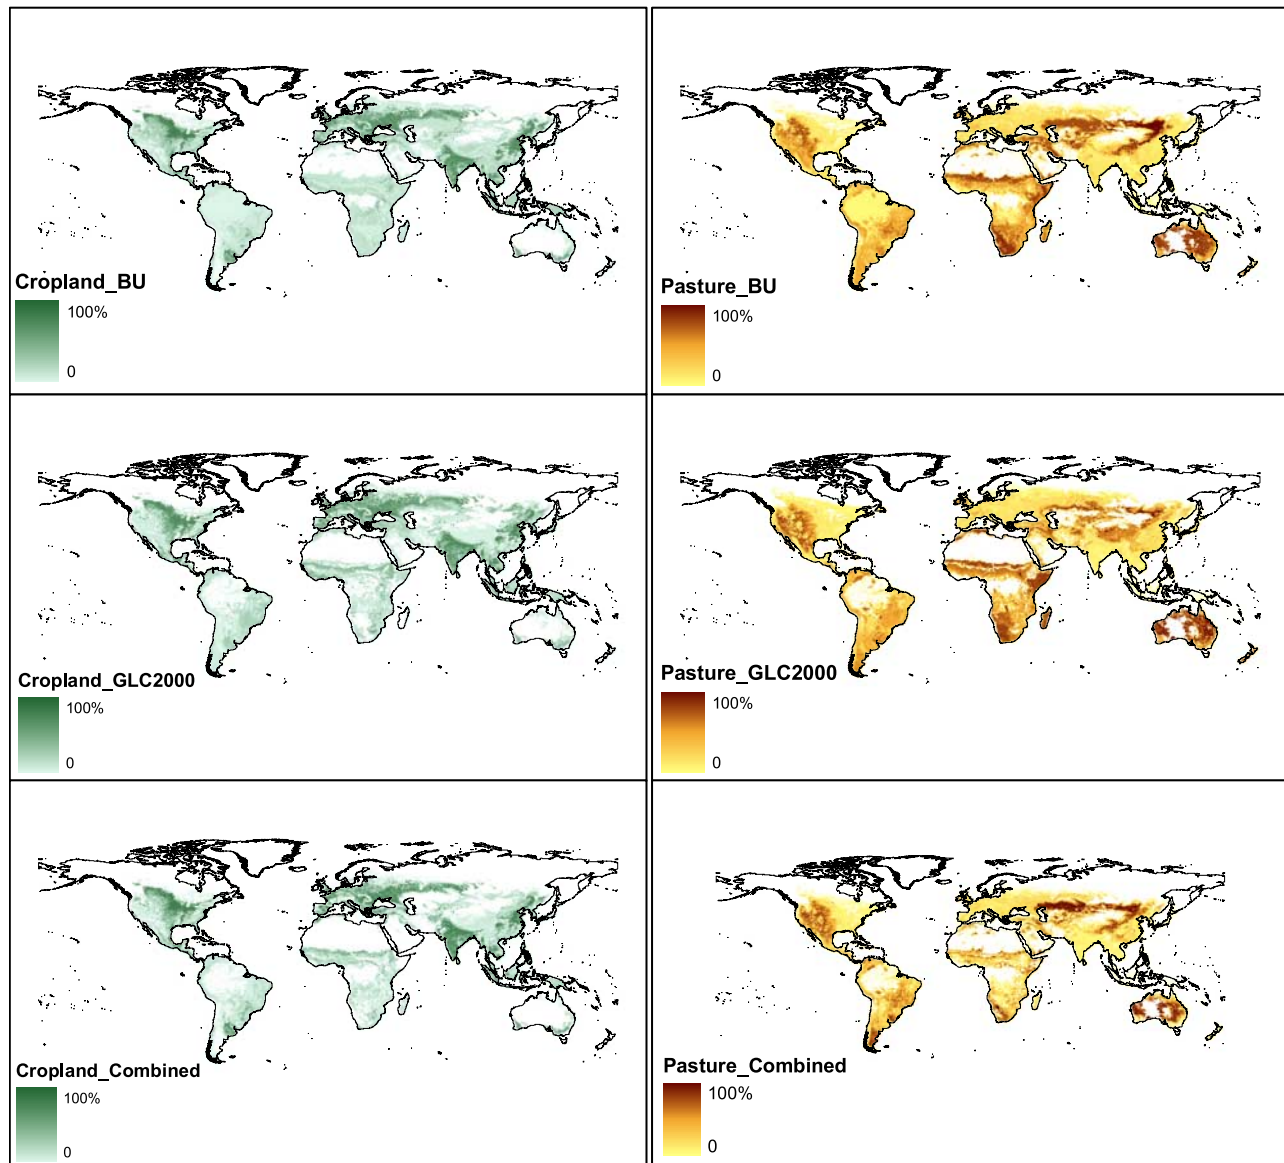 Cropland_BU
100%
0
Pasture_BU
100%
0
Cropland_GLC2000
100%
0
Pasture_GLC2000
100%
0
Cropland_Combined
100%
0
Pasture_Combined
100%
0